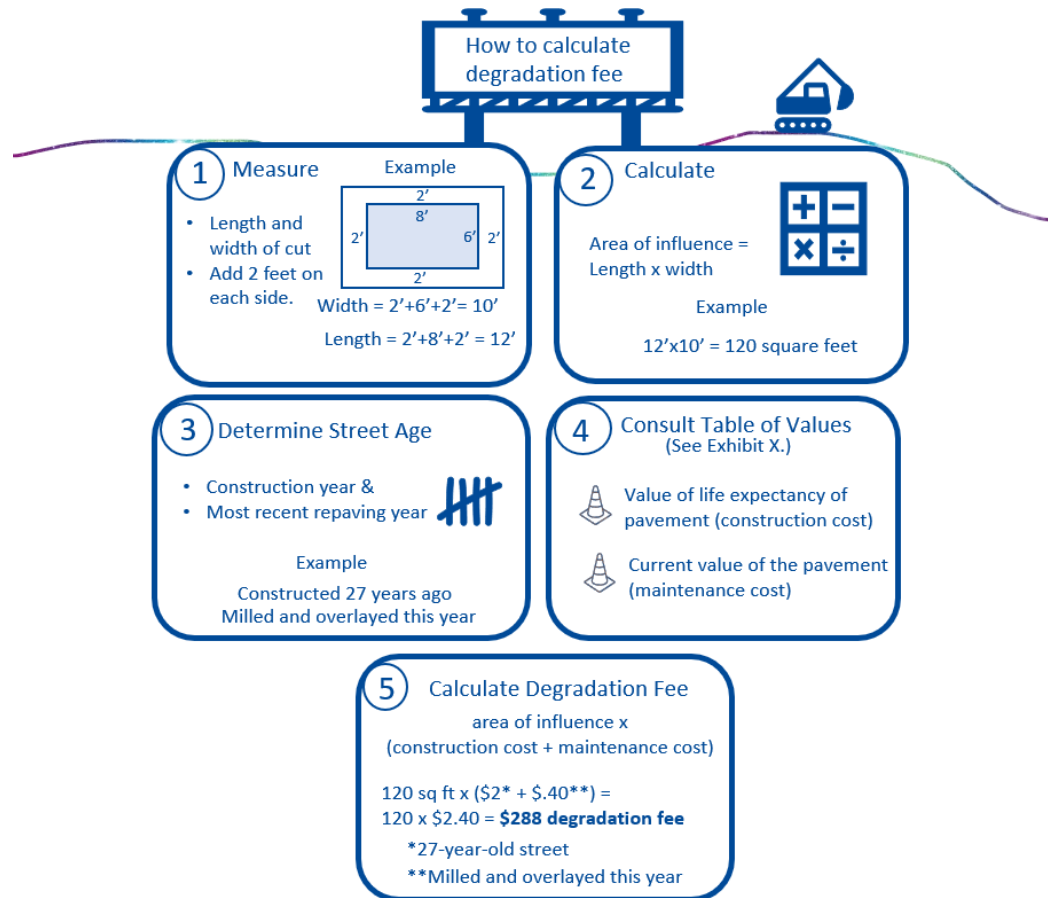 How to calculate
degradation fee
1 Measure
Example
• Length and
width of cut
• Add 2 feet on
each side.
2’
8’
2’ 6’ 2’
2’
Width = 2’+6’+2’= 10’
Length = 2’+8’+2’ = 12’
2 Calculate
+ −
× ÷
Area of influence =
Length x width
Example
12’x10’ = 120 square feet
3 Determine Street Age
• Construction year &
• Most recent repaving year
Example
Constructed 27 years ago
Milled and overlayed this year
4 Consult Table of Values
(See Exhibit X.)
Value of life expectancy of
pavement (construction cost)
Current value of the pavement
(maintenance cost)
5 Calculate Degradation Fee
area of influence x
(construction cost + maintenance cost)
120 sq ft x ($2* + $.40**) =
120 x $2.40 = $288 degradation fee
*27-year-old street
**Milled and overlayed this year